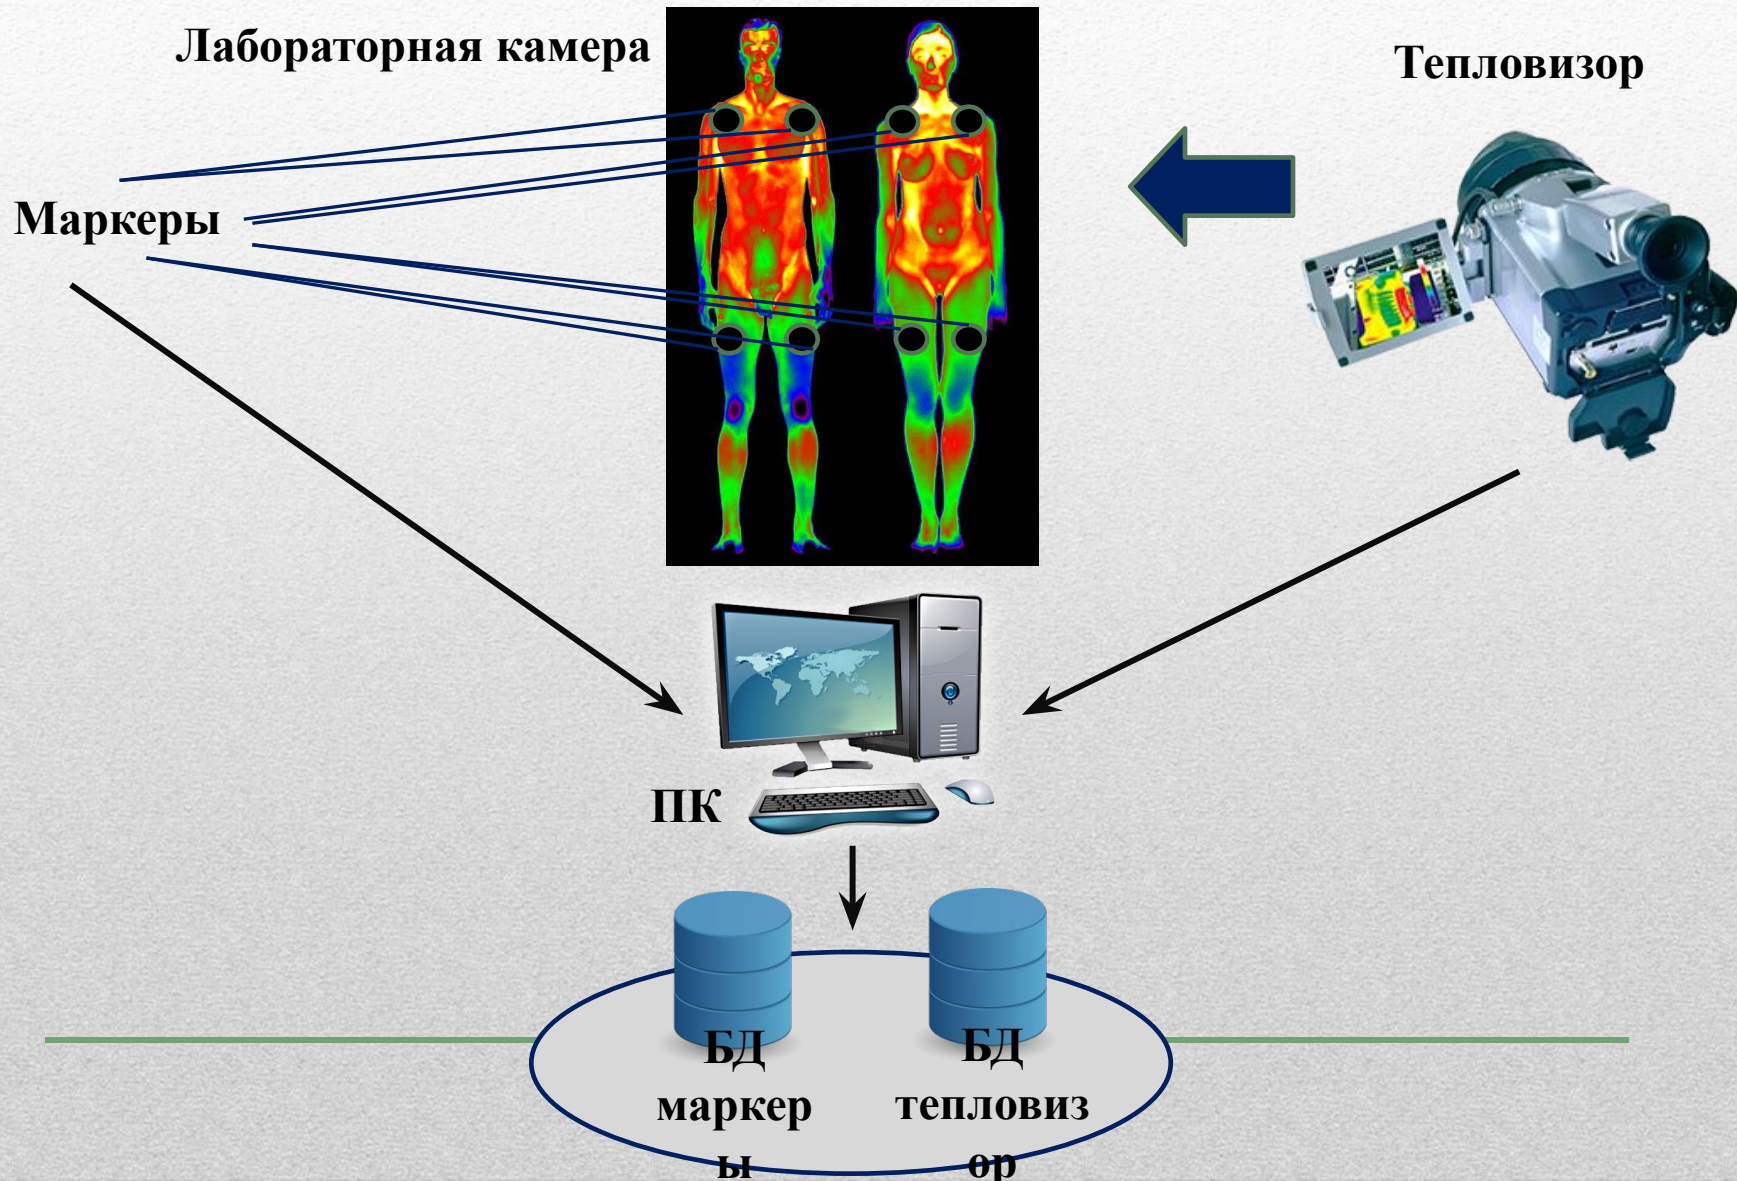 Лабораторная камера
Тепловизор
Маркеры
ПК
БД
маркер
ы
БД
тепловиз
ор